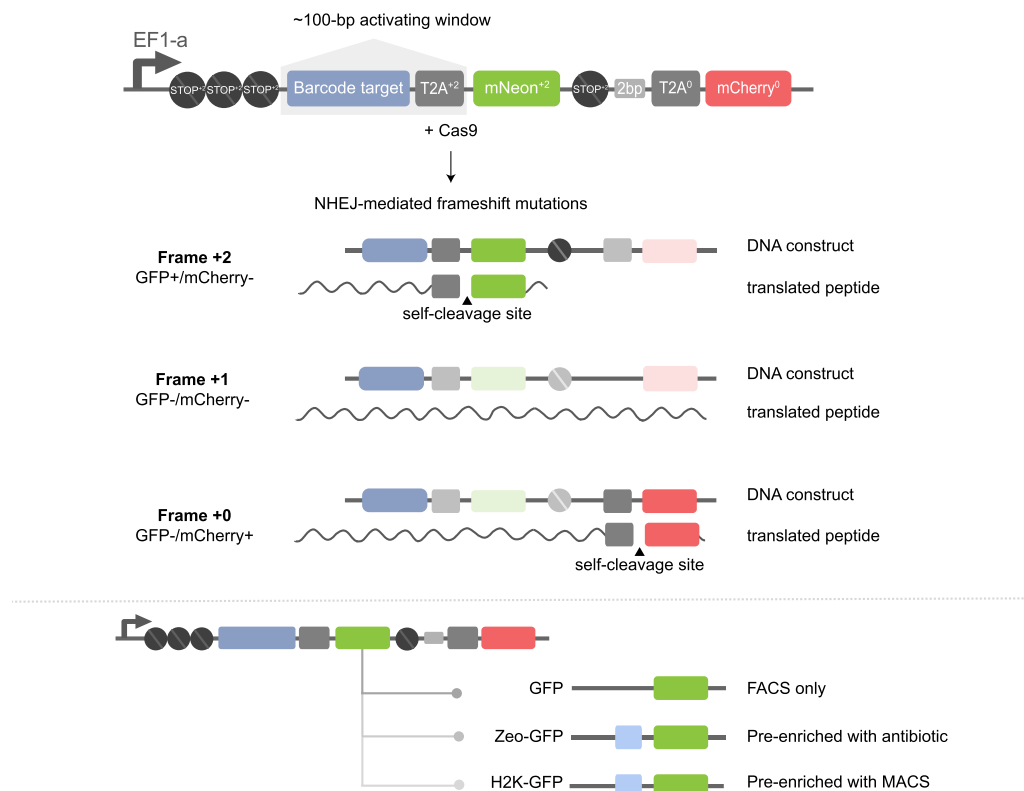 ~100-bp activating window
EF1-a
STOP+2 STOP+2 STOP+2 Barcode target T2A+2 mNeon+2 STOP+2 2bp T2A0 mCherry0
+ Cas9
NHEJ-mediated frameshift mutations
Frame +2
GFP+/mCherry-
DNA construct
translated peptide
self-cleavage site
Frame +1
GFP-/mCherry-
DNA construct
translated peptide
Frame +0
GFP-/mCherry+
DNA construct
translated peptide
self-cleavage site
GFP FACS only
Zeo-GFP Pre-enriched with antibiotic
H2K-GFP Pre-enriched with MACS